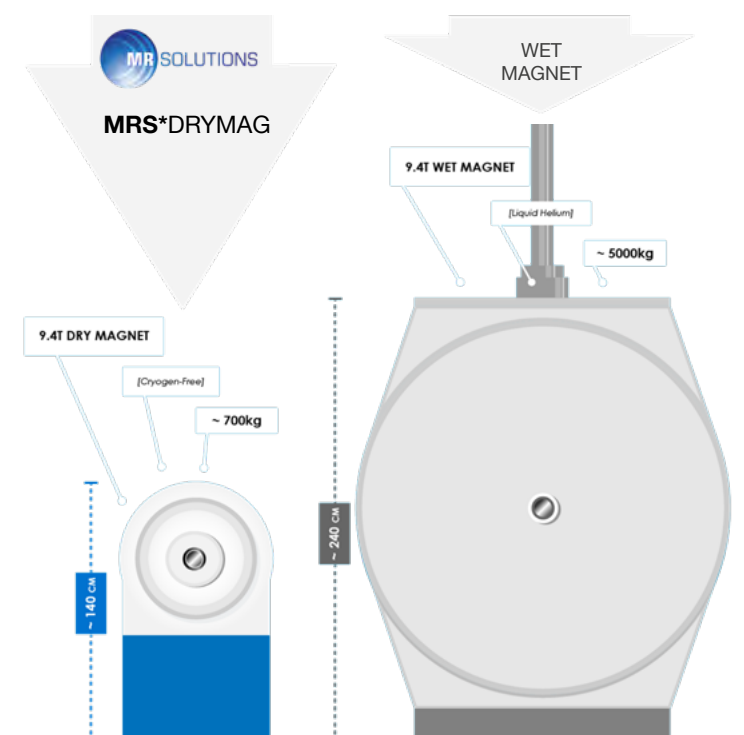 MR SOLUTIONS
MRS*DRYMAG
WET
MAGNET
9.4T WET MAGNET
[Liquid Helium]
~ 5000kg
9.4T DRY MAGNET
[Cryogen-Free]
~ 700kg
~ 240 CM
~ 140 CM